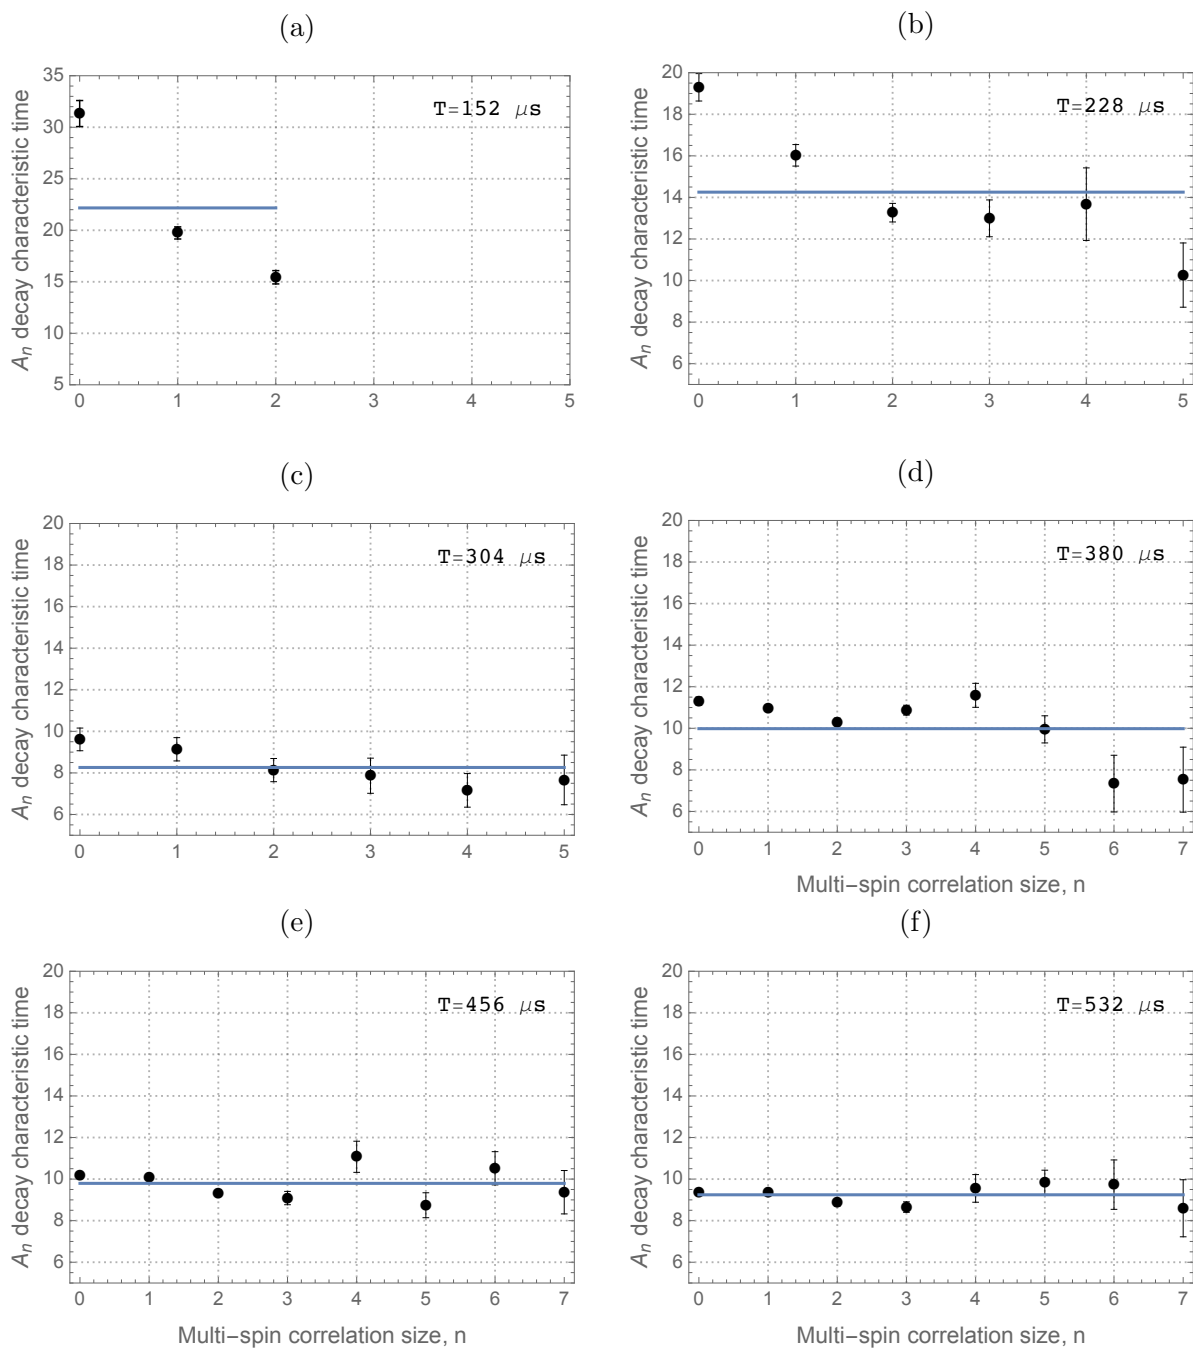 (a)
(b)
A_n decay characteristic time
35
30
25
20
15
10
5
T=152 μs
0 1 2 3 4 5
A_n decay characteristic time
20
18
16
14
12
10
8
6
T=228 μs
0 1 2 3 4 5
(c)
(d)
A_n decay characteristic time
20
18
16
14
12
10
8
6
T=304 μs
0 1 2 3 4 5
A_n decay characteristic time
20
18
16
14
12
10
8
6
T=380 μs
0 1 2 3 4 5 6 7
Multi-spin correlation size, n
(e)
(f)
A_n decay characteristic time
20
18
16
14
12
10
8
6
T=456 μs
0 1 2 3 4 5 6 7
Multi-spin correlation size, n
A_n decay characteristic time
20
18
16
14
12
10
8
6
T=532 μs
0 1 2 3 4 5 6 7
Multi-spin correlation size, n